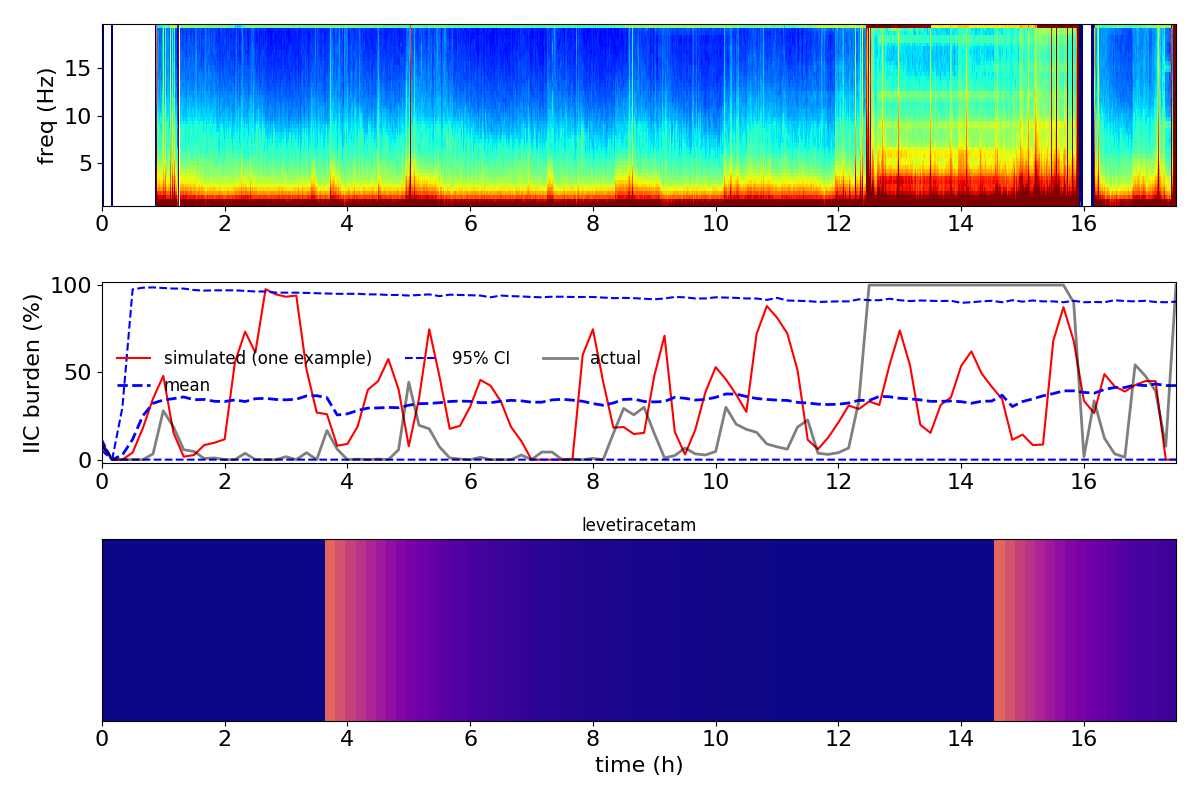 freq (Hz)
15
10
5
0 2 4 6 8 10 12 14 16
IIC burden (%)
100
50
0
simulated (one example) 95% CI actual
mean
0 2 4 6 8 10 12 14 16
levetiracetam
0 2 4 6 8 10 12 14 16
time (h)